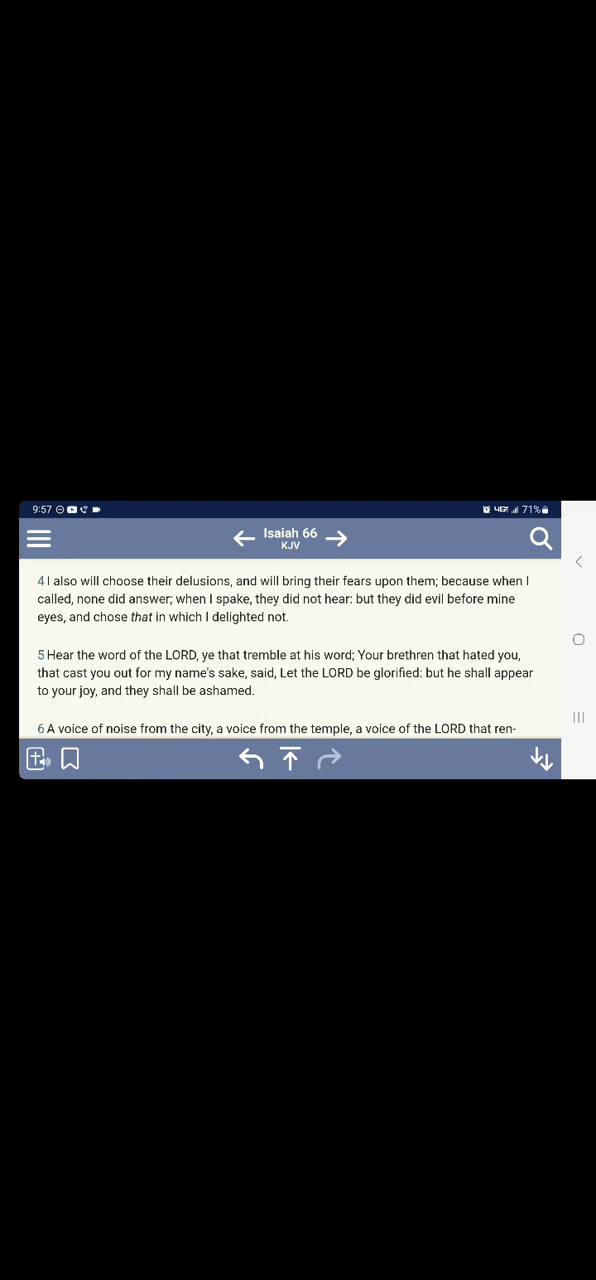 9:57
4G 71%
Isaiah 66
KJV
4 I also will choose their delusions, and will bring their fears upon them; because when I
called, none did answer; when I spake, they did not hear: but they did evil before mine
eyes, and chose that in which I delighted not.
5 Hear the word of the LORD, ye that tremble at his word; Your brethren that hated you,
that cast you out for my name's sake, said, Let the LORD be glorified: but he shall appear
to your joy, and they shall be ashamed.
6 A voice of noise from the city, a voice from the temple, a voice of the LORD that ren-